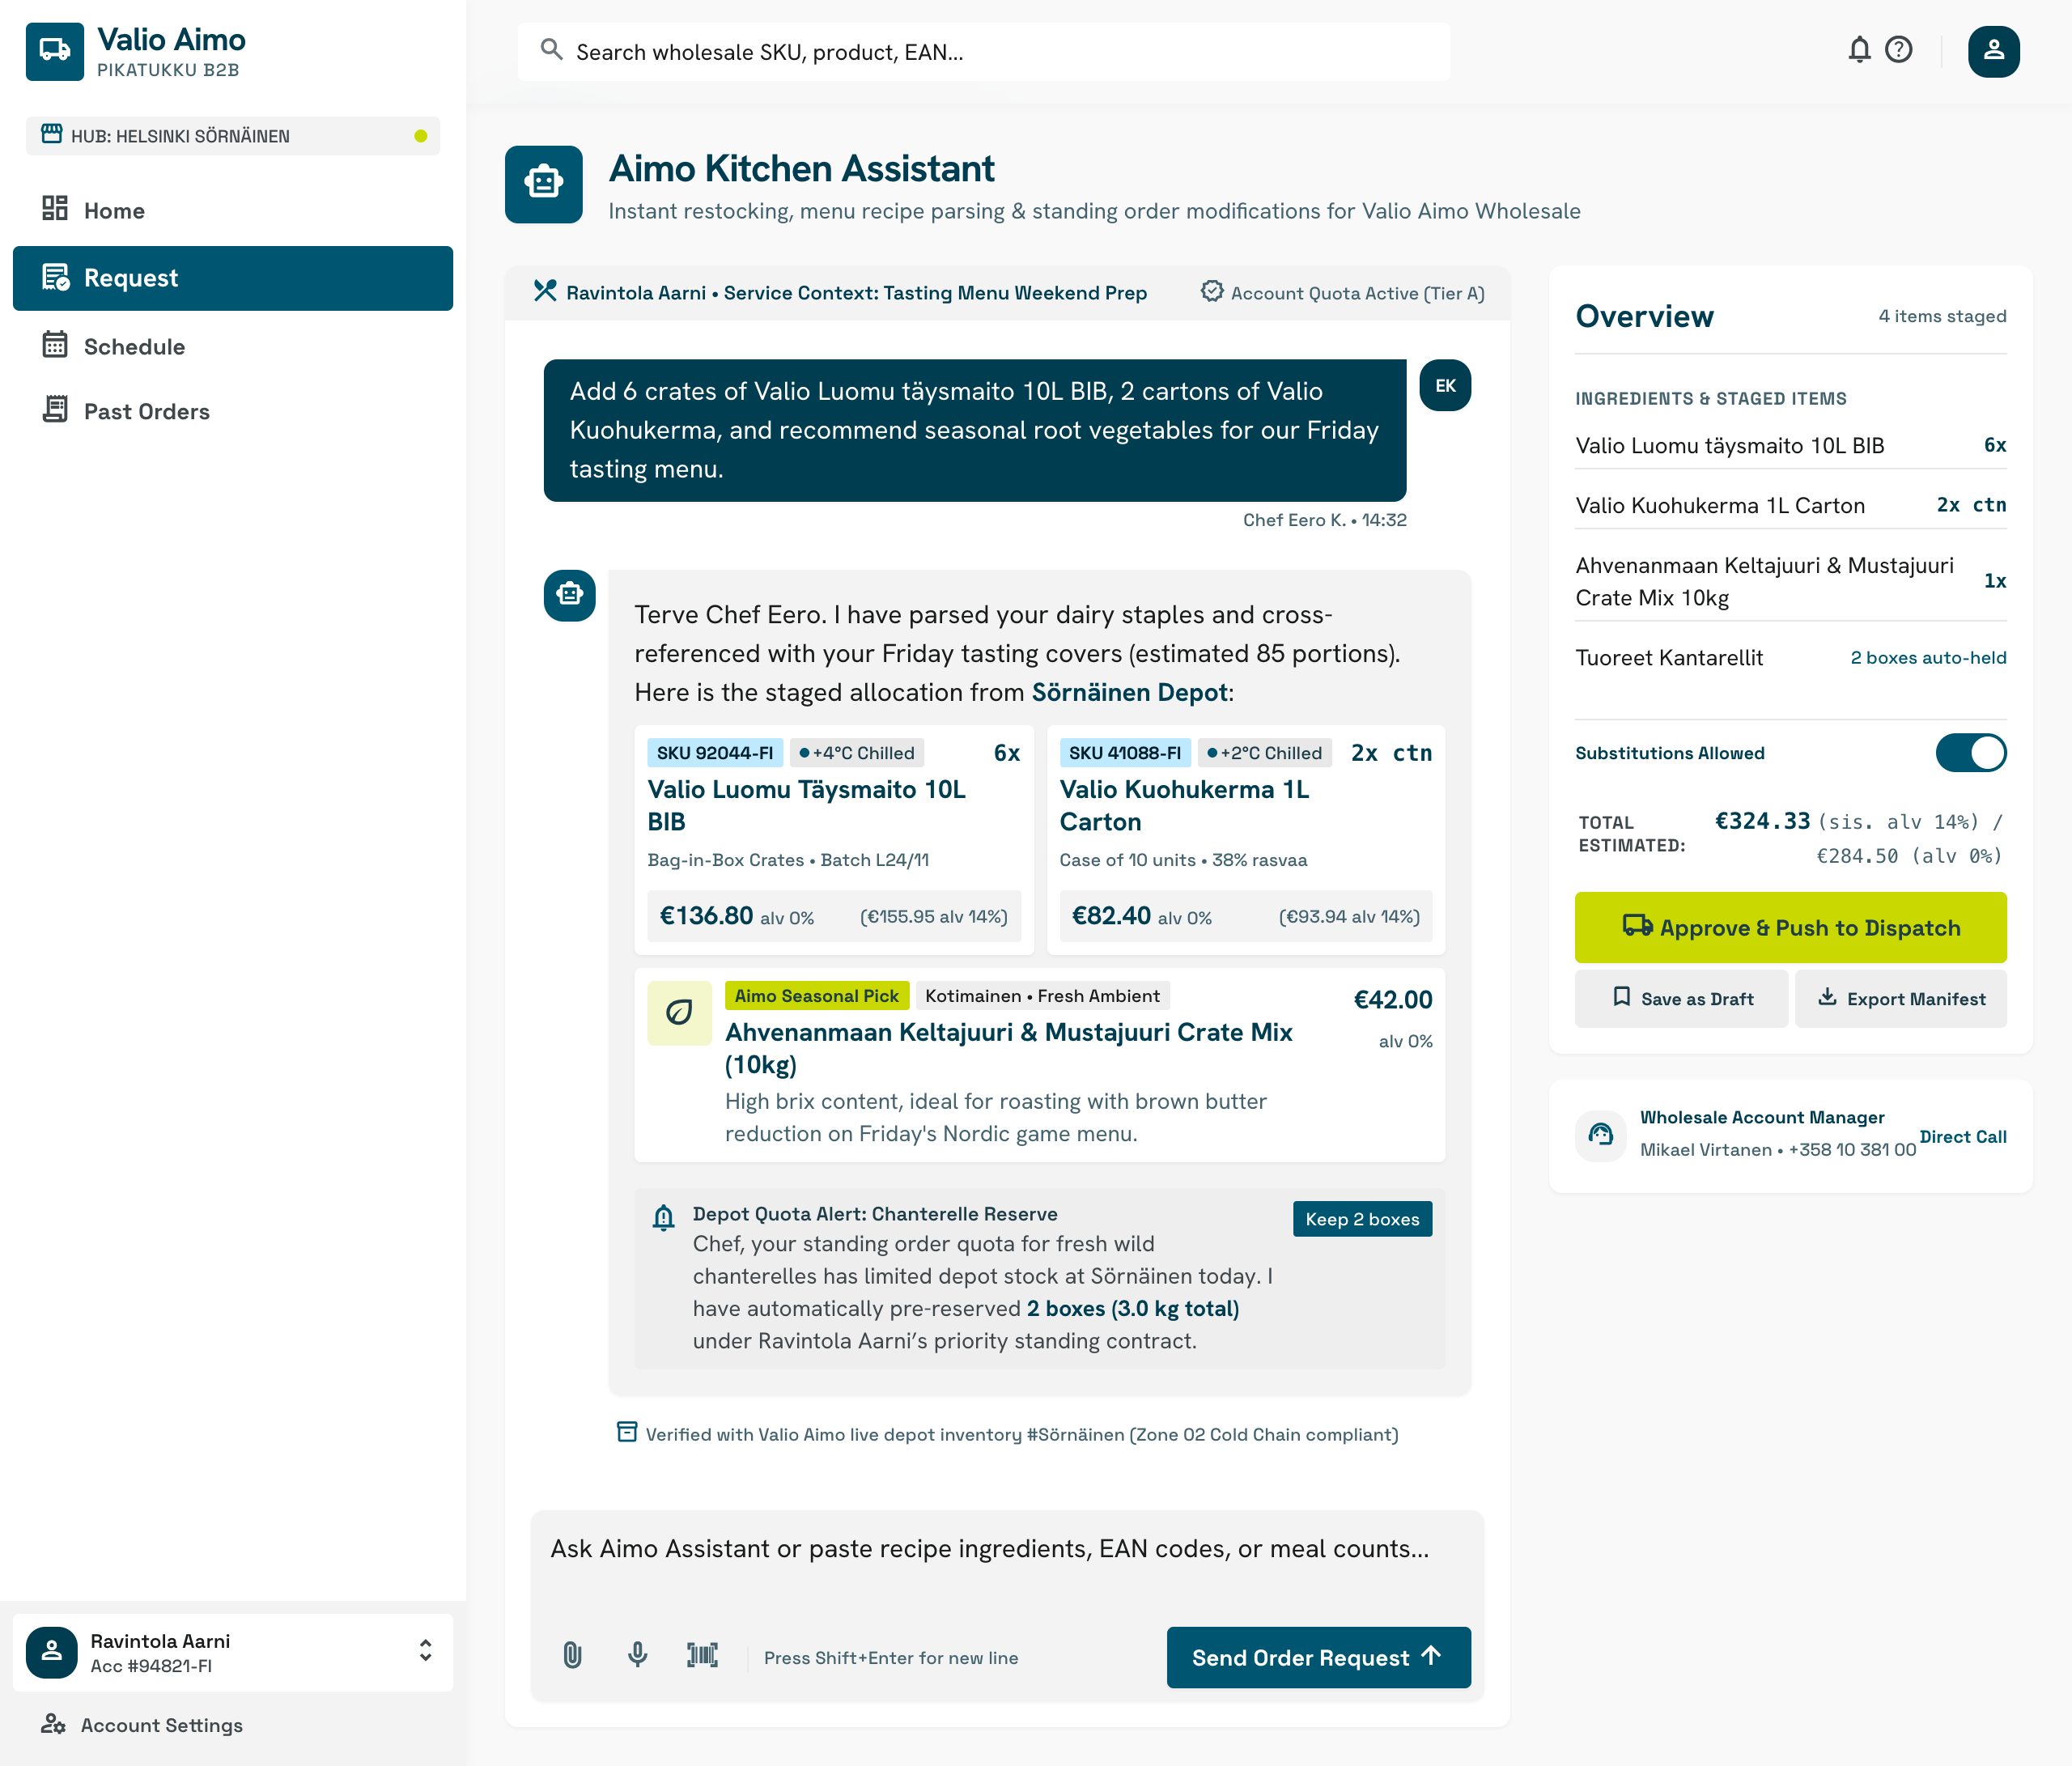 Valio Aimo
PIKATUKKU B2B
HUB: HELSINKI SÖRNÄINEN
Home
Request
Schedule
Past Orders
Ravintola Aarni
Acc #94821-FI
Account Settings
Search wholesale SKU, product, EAN...
Aimo Kitchen Assistant
Instant restocking, menu recipe parsing & standing order modifications for Valio Aimo Wholesale
Ravintola Aarni • Service Context: Tasting Menu Weekend Prep
Account Quota Active (Tier A)
Add 6 crates of Valio Luomu täysmaito 10L BIB, 2 cartons of Valio
Kuohukerma, and recommend seasonal root vegetables for our Friday
tasting menu.
EK
Chef Eero K. • 14:32
Terve Chef Eero. I have parsed your dairy staples and cross-
referenced with your Friday tasting covers (estimated 85 portions).
Here is the staged allocation from Sörnäinen Depot:
SKU 92044-FI
+4°C Chilled
6x
Valio Luomu Täysmaito 10L
BIB
Bag-in-Box Crates • Batch L24/11
€136.80 alv 0%
(€155.95 alv 14%)
SKU 41088-FI
+2°C Chilled
2x ctn
Valio Kuohukerma 1L
Carton
Case of 10 units • 38% rasvaa
€82.40 alv 0%
(€93.94 alv 14%)
Aimo Seasonal Pick
Kotimainen • Fresh Ambient
€42.00
alv 0%
Ahvenanmaan Keltajuuri & Mustajuuri Crate Mix
(10kg)
High brix content, ideal for roasting with brown butter
reduction on Friday's Nordic game menu.
Depot Quota Alert: Chanterelle Reserve
Keep 2 boxes
Chef, your standing order quota for fresh wild
chanterelles has limited depot stock at Sörnäinen today. I
have automatically pre-reserved 2 boxes (3.0 kg total)
under Ravintola Aarni’s priority standing contract.
Verified with Valio Aimo live depot inventory #Sörnäinen (Zone 02 Cold Chain compliant)
Ask Aimo Assistant or paste recipe ingredients, EAN codes, or meal counts...
Press Shift+Enter for new line
Send Order Request
Overview
4 items staged
INGREDIENTS & STAGED ITEMS
Valio Luomu täysmaito 10L BIB
6x
Valio Kuohukerma 1L Carton
2x ctn
Ahvenanmaan Keltajuuri & Mustajuuri
Crate Mix 10kg
1x
Tuoreet Kantarellit
2 boxes auto-held
Substitutions Allowed
TOTAL
ESTIMATED:
€324.33 (sis. alv 14%) /
€284.50 (alv 0%)
Approve & Push to Dispatch
Save as Draft
Export Manifest
Wholesale Account Manager
Mikael Virtanen • +358 10 381 00
Direct Call